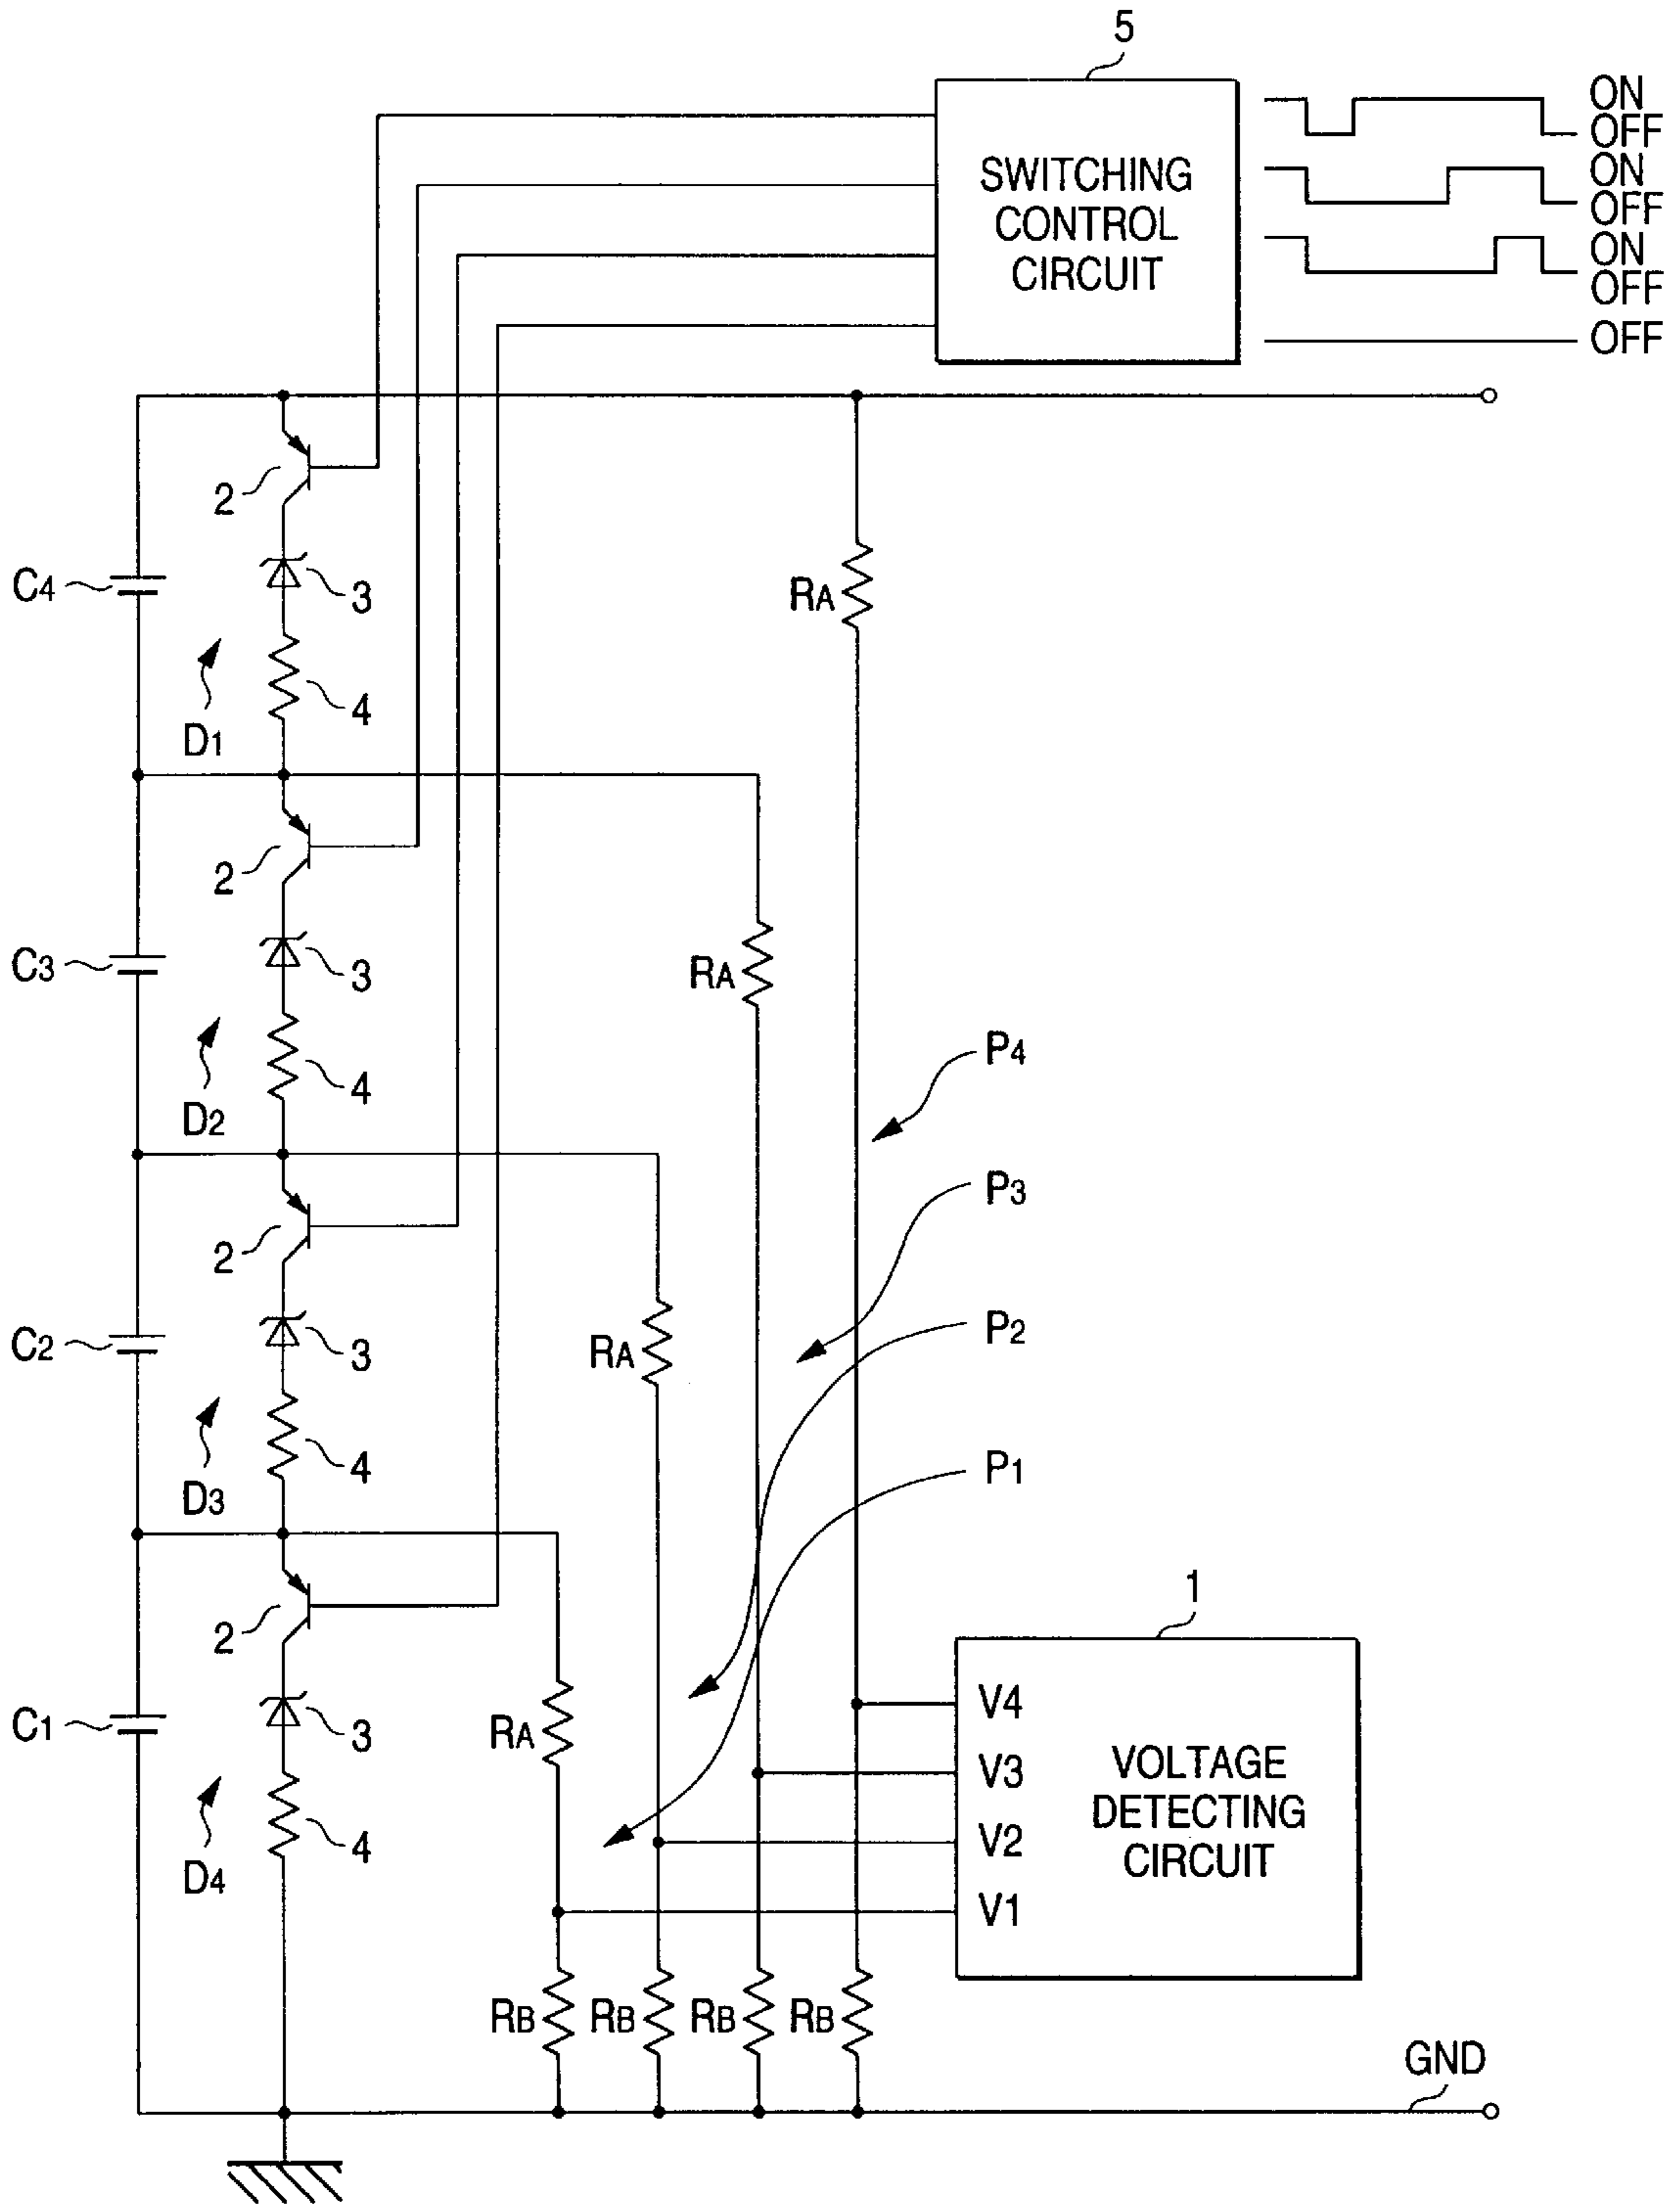 5
SWITCHING
CONTROL
CIRCUIT
ON
OFF
ON
OFF
ON
OFF
OFF
2
C4
3
RA
4
D1
2
C3
3
RA
4
D2
P4
P3
2
C2
3
RA
P2
4
D3
P1
2
1
C1
3
RA
V4
V3
V2
V1
VOLTAGE
DETECTING
CIRCUIT
4
D4
RB
RB
RB
RB
GND